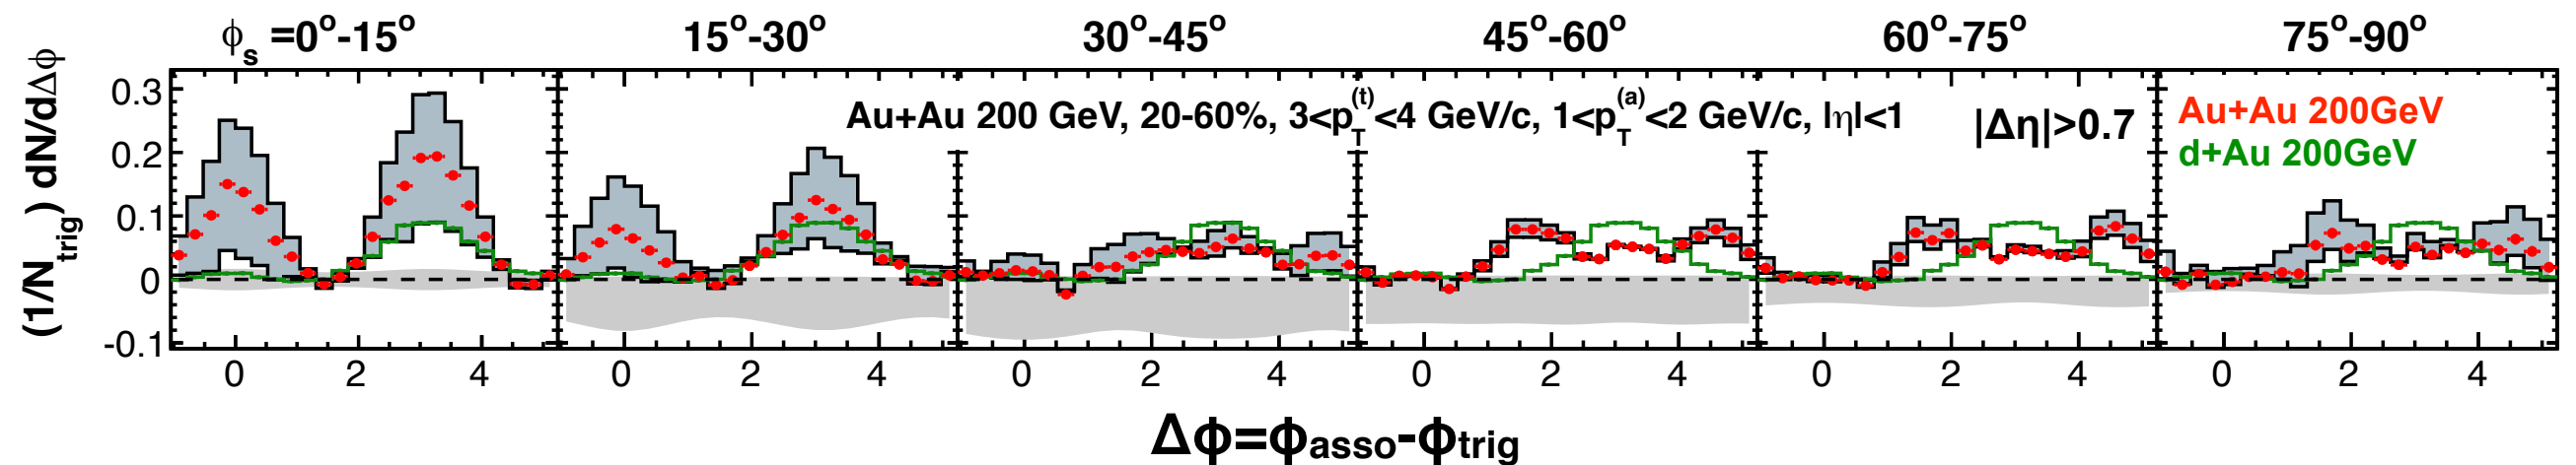 ϕs =0°-15° 15°-30° 30°-45° 45°-60° 60°-75° 75°-90°
(1/Ntrig) dN/dΔϕ
0.3
0.2
0.1
0
-0.1
Au+Au 200 GeV, 20-60%, 3<pT(t)<4 GeV/c, 1<pT(a)<2 GeV/c, |η|<1
|Δη|>0.7
Au+Au 200GeV
d+Au 200GeV
0 2 4 0 2 4 0 2 4 0 2 4 0 2 4 0 2 4
Δϕ=ϕasso-ϕtrig